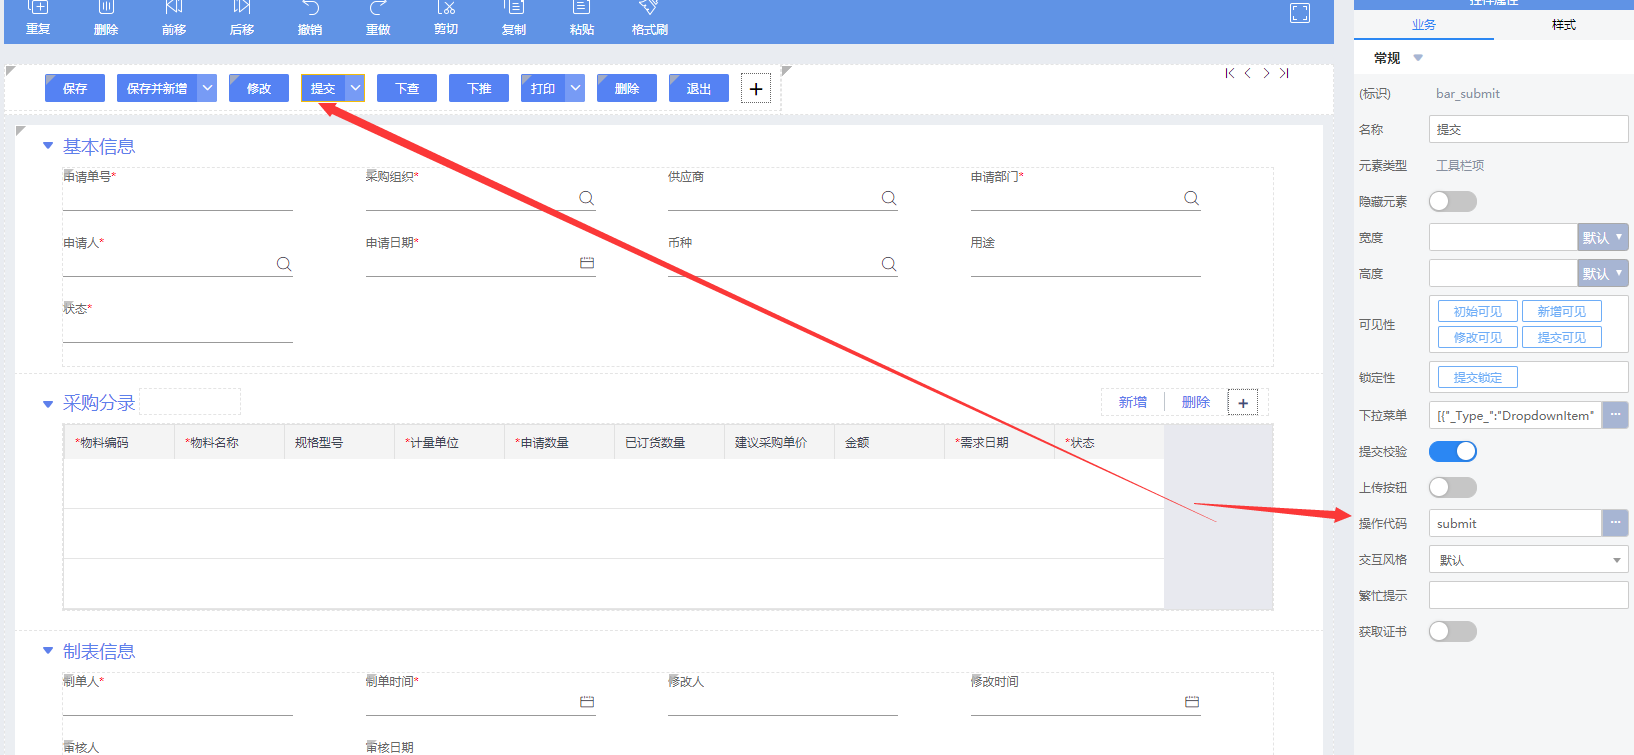 重复 删除 前移 后移 撤销 重做 剪切 复制 粘贴 格式刷
控件属性
业务 样式
保存 保存并新增 修改 提交 下查 下推 打印 删除 退出 +
基本信息
申请单号* 采购组织* 供应商 申请部门*
申请人* 申请日期* 币种 用途
状态*
采购分录 新增 删除 +
*物料编码 *物料名称 规格型号 *计量单位 *申请数量 已订货数量 建议采购单价 金额 *需求日期 *状态
制表信息
制单人* 制单时间* 修改人 修改时间
审核人 审核日期
常规
(标识) bar_submit
名称 提交
元素类型 工具栏项
隐藏元素
宽度 默认
高度 默认
可见性 初始可见 新增可见
修改可见 提交可见
锁定性 提交锁定
下拉菜单 [{"_Type_":"DropdownItem" ...
提交校验
上传按钮
操作代码 submit ...
交互风格 默认
繁忙提示
获取证书